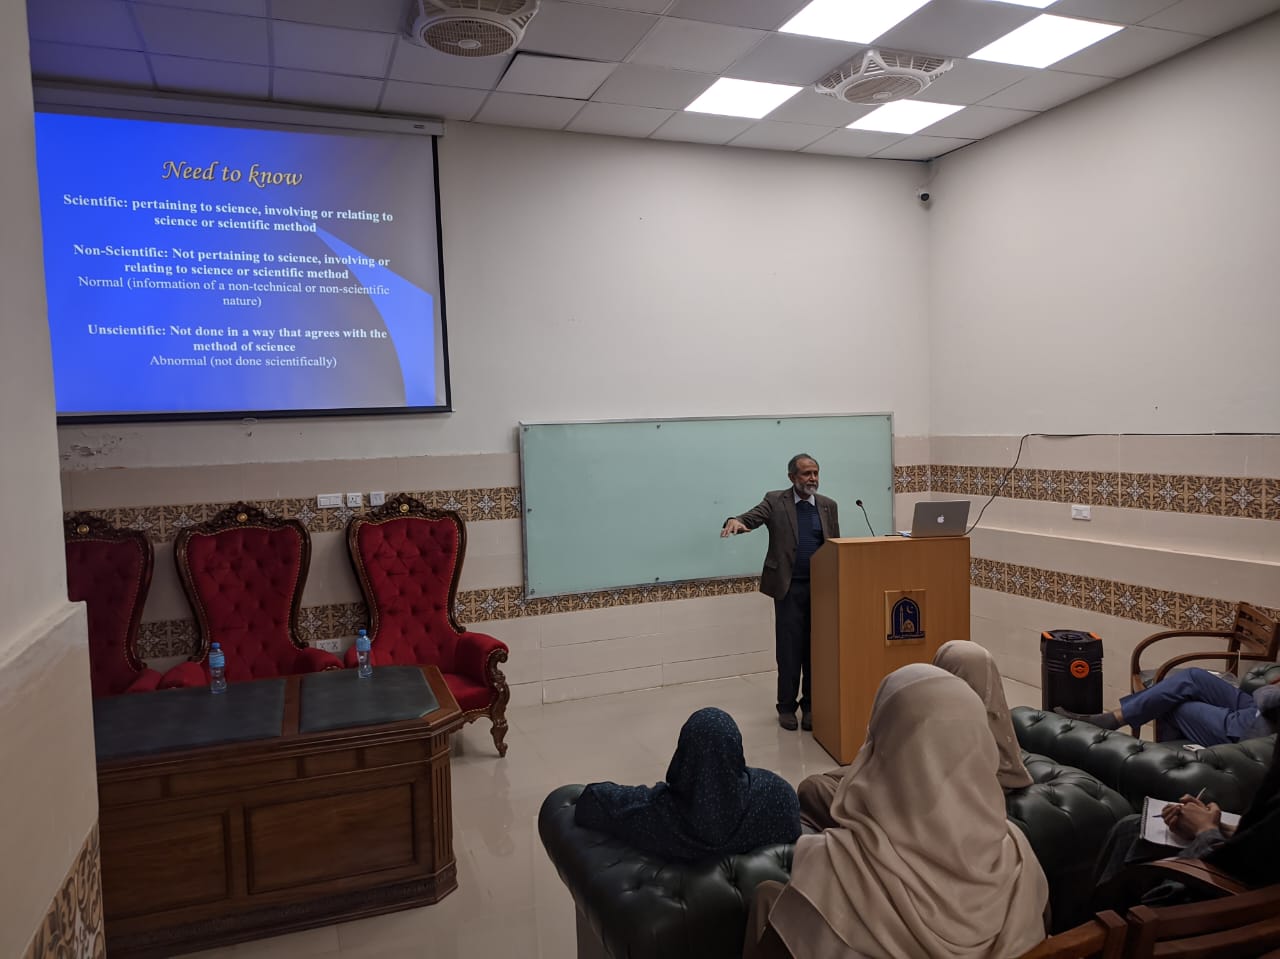 Need to know
Scientific: pertaining to science, involving or relating to
science or scientific method
Non-Scientific: Not pertaining to science, involving or
relating to science or scientific method
Normal (information of a non-technical or non-scientific
nature)
Unscientific: Not done in a way that agrees with the
method of science
Abnormal (not done scientifically)